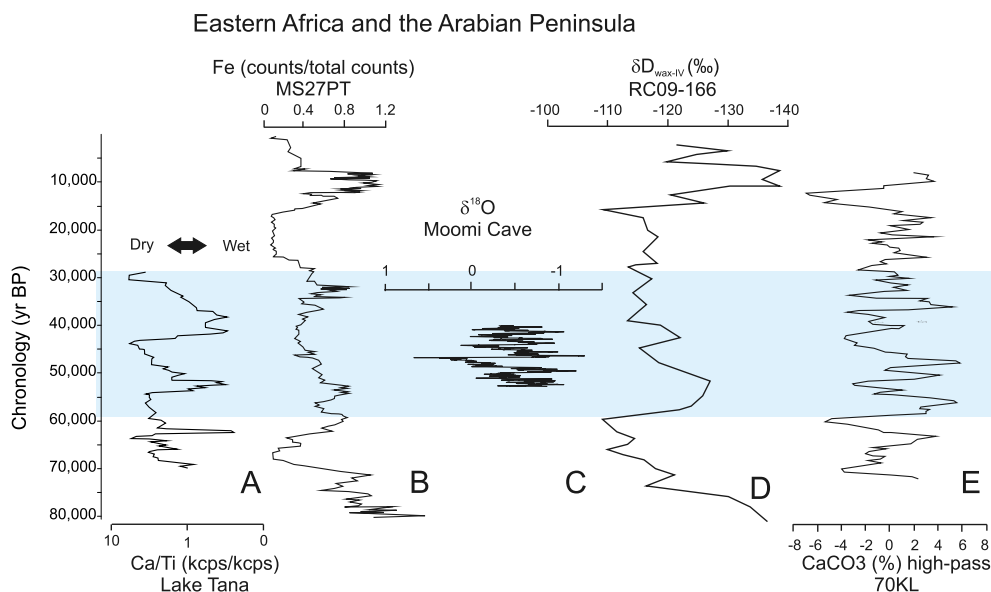 Eastern Africa and the Arabian Peninsula
Fe (counts/total counts)
MS27PT
0 0.4 0.8 1.2
δD wax-IV (‰)
RC09-166
-100 -110 -120 -130 -140
δ18O
Moomi Cave
1 0 -1
Dry Wet
Chronology (yr BP)
10,000
20,000
30,000
40,000
50,000
60,000
70,000
80,000
A B C D E
10 1 0
Ca/Ti (kcps/kcps)
Lake Tana
-8 -6 -4 -2 0 2 4 6 8
CaCO3 (%) high-pass
70KL